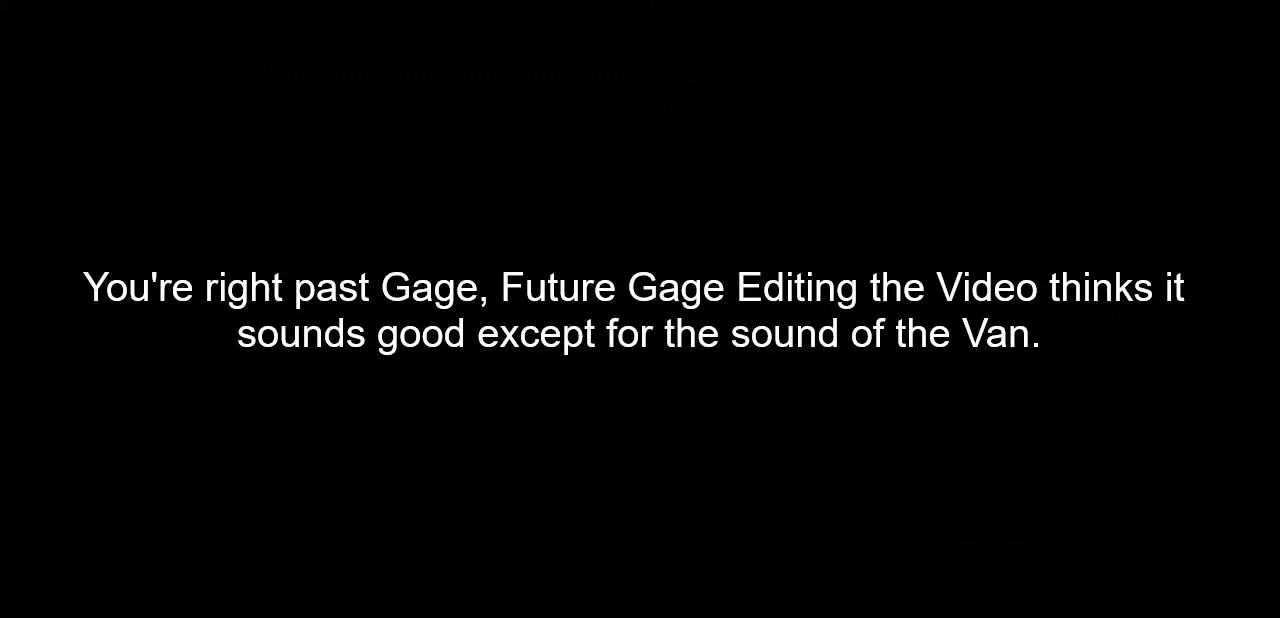 You're right past Gage, Future Gage Editing the Video thinks it
sounds good except for the sound of the Van.